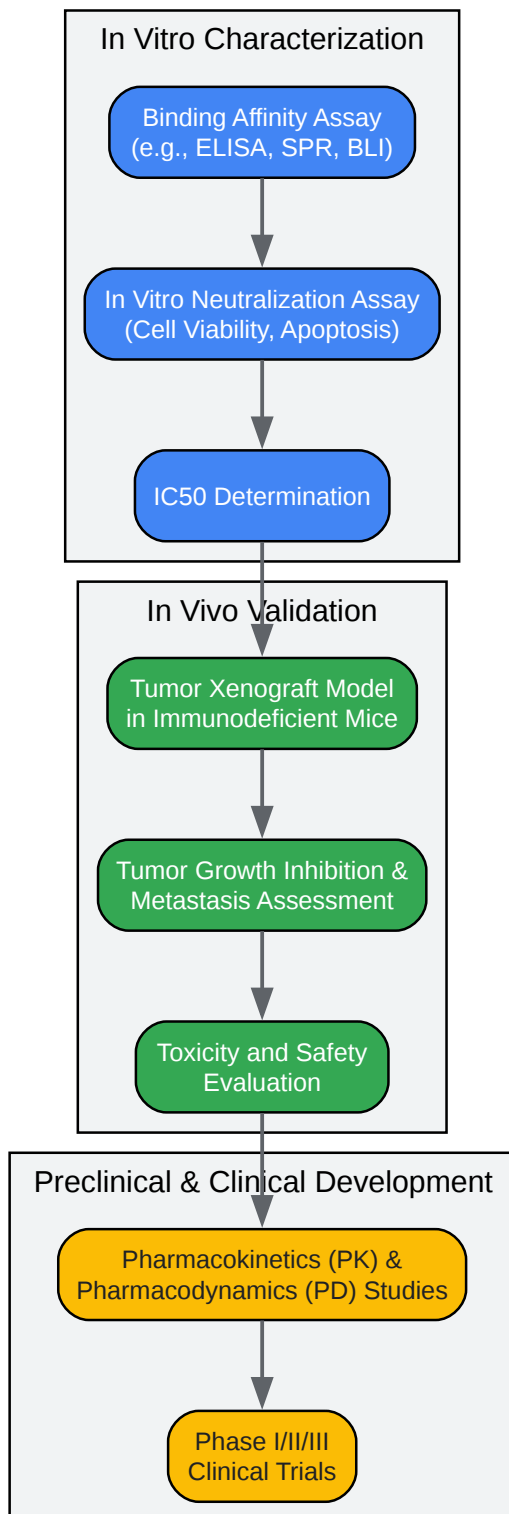 In Vitro Characterization
Binding Affinity Assay
(e.g., ELISA, SPR, BLI)
In Vitro Neutralization Assay
(Cell Viability, Apoptosis)
IC50 Determination
In Vivo Validation
Tumor Xenograft Model
in Immunodeficient Mice
Tumor Growth Inhibition &
Metastasis Assessment
Toxicity and Safety
Evaluation
Preclinical & Clinical Development
Pharmacokinetics (PK) &
Pharmacodynamics (PD) Studies
Phase I/II/III
Clinical Trials